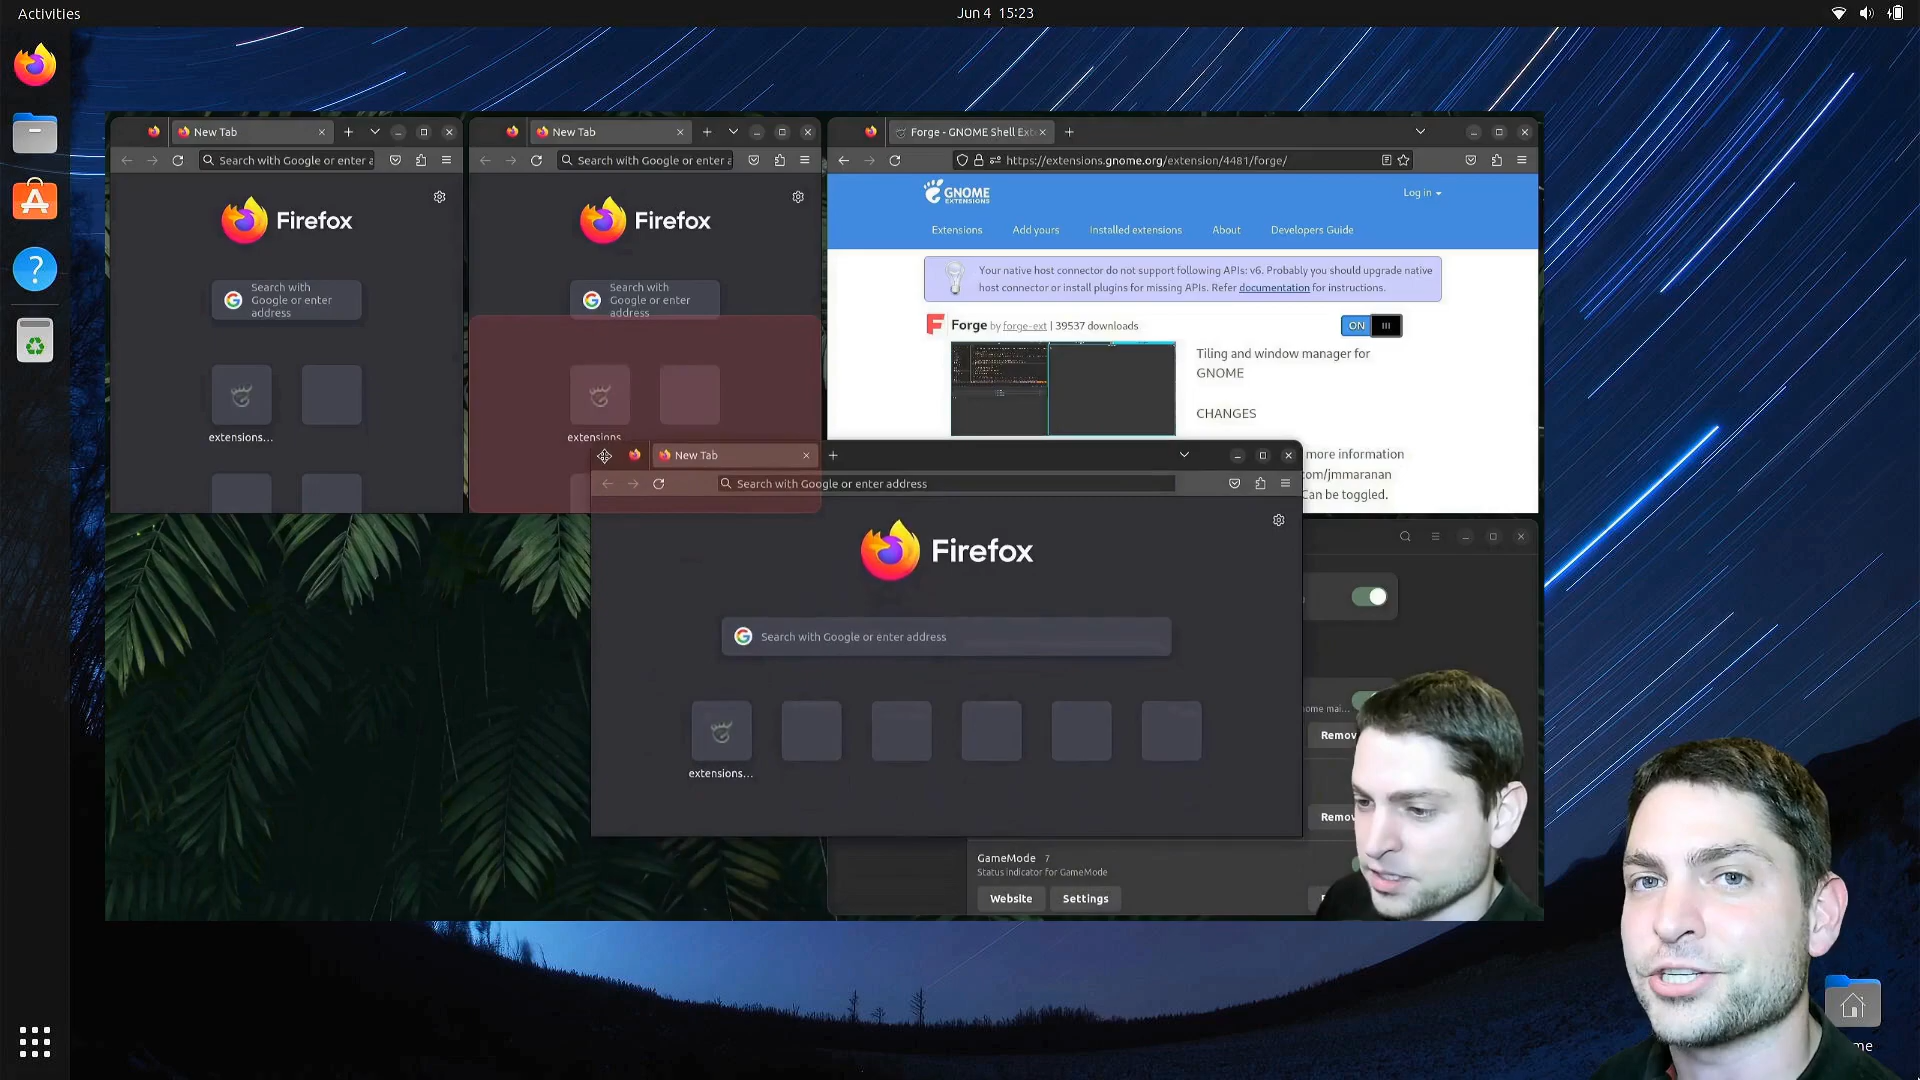 Activities
Jun 4 15:23
New Tab
Search with Google or enter a
Firefox
Search with
Google or enter
address
extensions...
New Tab
Search with Google or enter a
Firefox
Search with
Google or enter
address
extensions
Forge - GNOME Shell Ext
https://extensions.gnome.org/extension/4481/forge/
GNOME
EXTENSIONS
Log in
Extensions
Add yours
Installed extensions
About
Developers Guide
Your native host connector do not support following APIs: v6. Probably you should upgrade native
host connector or install plugins for missing APIs. Refer documentation for instructions.
Forge by forge-ext | 39537 downloads
ON
Tiling and window manager for
GNOME
CHANGES
more information
com/jmmaranan
Can be toggled.
New Tab
Search with Google or enter address
Firefox
Search with Google or enter address
extensions...
ome mai...
Remov
Remov
GameMode 7
Status indicator for GameMode
Website
Settings
me